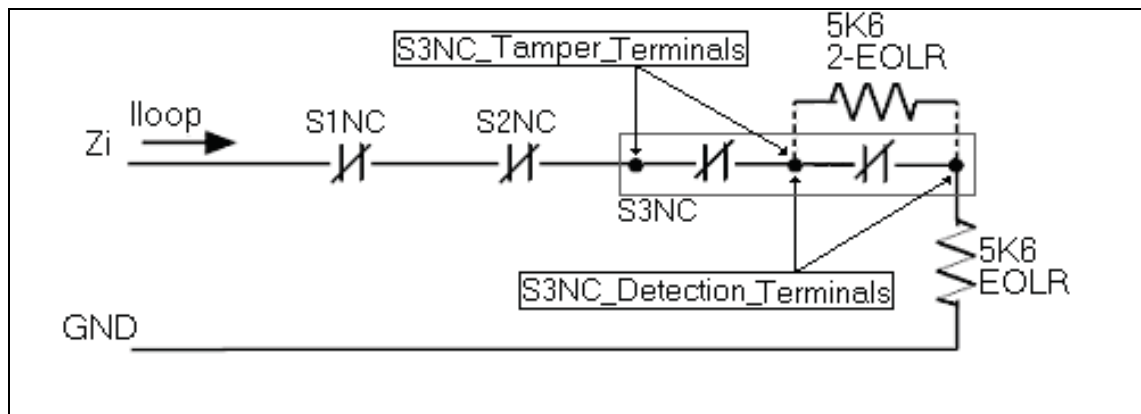 5K6
2-EOLR
S3NC_Tamper_Terminals
Iloop
S1NC
S2NC
Zi
S3NC
5K6
EOLR
S3NC_Detection_Terminals
GND